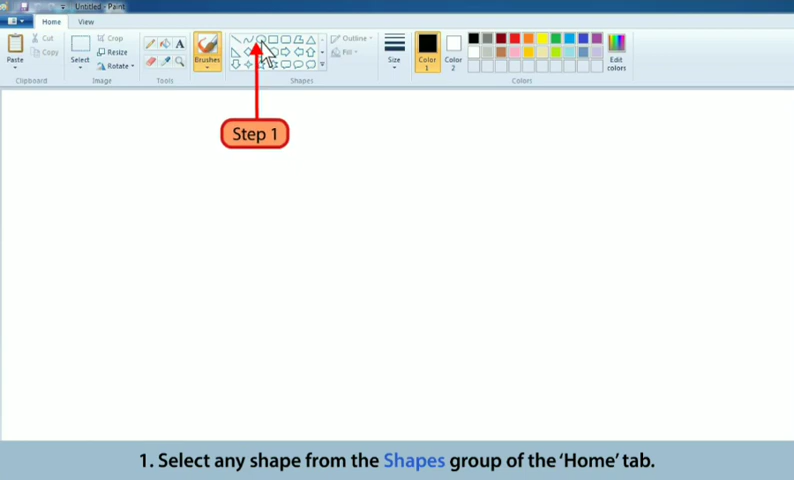 Untitled - Paint
Home View
Paste
Cut
Copy
Clipboard
Select
Crop
Resize
Rotate
Image
A
Tools
Brushes
Outline
Fill
Shapes
Size
Color 1
Color 2
Edit colors
Colors
Step 1
1. Select any shape from the Shapes group of the ‘Home’ tab.